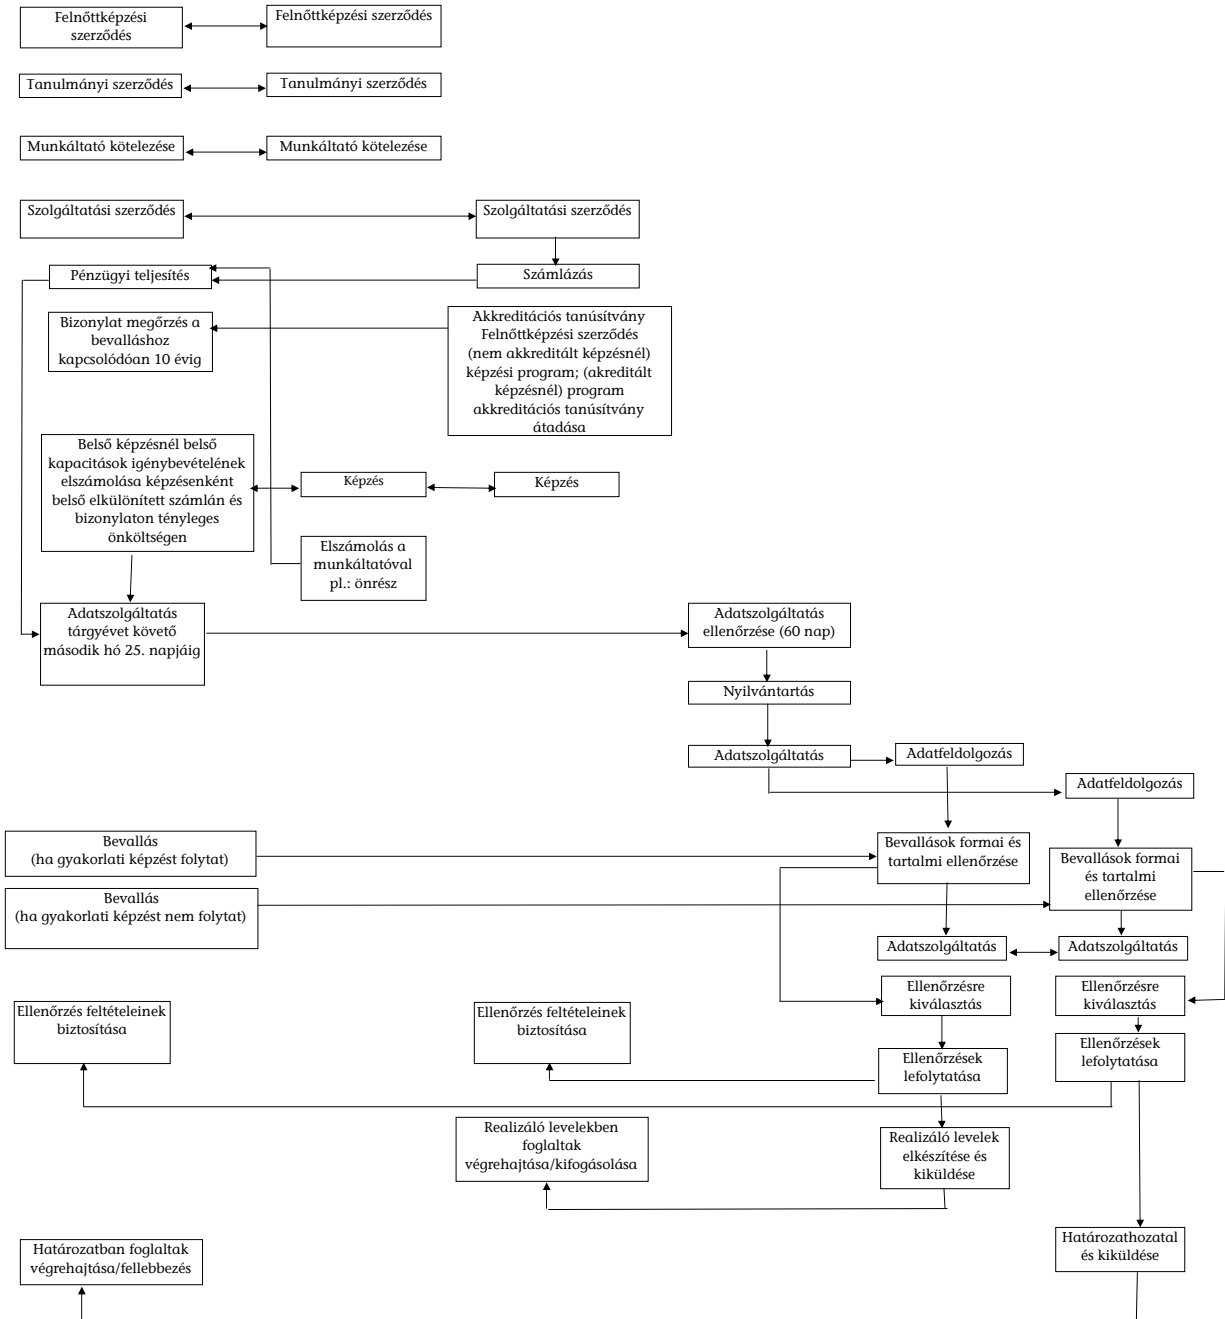 Felnőttképzési
szerződés
Felnőttképzési szerződés
Tanulmányi szerződés
Tanulmányi szerződés
Munkáltató kötelezése
Munkáltató kötelezése
Szolgáltatási szerződés
Szolgáltatási szerződés
Pénzügyi teljesítés
Számlázás
Bizonylat megőrzés a
bevalláshoz
kapcsolódóan 10 évig
Akkreditációs tanúsítvány
Felnőttképzési szerződés
(nem akkreditált képzésnél)
képzési program; (akreditált
képzésnél) program
akkreditációs tanúsítvány
átadása
Belső képzésnél belső
kapacitások igénybevételének
elszámolása képzésenként
belső elkülönített számlán és
bizonylaton tényleges
önköltségen
Képzés
Képzés
Elszámolás a
munkáltatóval
pl.: önrész
Adatszolgáltatás
tárgyévet követő
második hó 25. napjáig
Adatszolgáltatás
ellenőrzése (60 nap)
Nyilvántartás
Adatszolgáltatás
Adatfeldolgozás
Adatfeldolgozás
Bevallás
(ha gyakorlati képzést folytat)
Bevallások formai és
tartalmi ellenőrzése
Bevallások formai
és tartalmi
ellenőrzése
Bevallás
(ha gyakorlati képzést nem folytat)
Adatszolgáltatás
Adatszolgáltatás
Ellenőrzésre
kiválasztás
Ellenőrzésre
kiválasztás
Ellenőrzés feltételeinek
biztosítása
Ellenőrzés feltételeinek
biztosítása
Ellenőrzések
lefolytatása
Ellenőrzések
lefolytatása
Realizáló levelekben
foglaltak
végrehajtása/kifogásolása
Realizáló levelek
elkészítése és
kiküldése
Határozatban foglaltak
végrehajtása/fellebbezés
Határozathozatal
és kiküldése